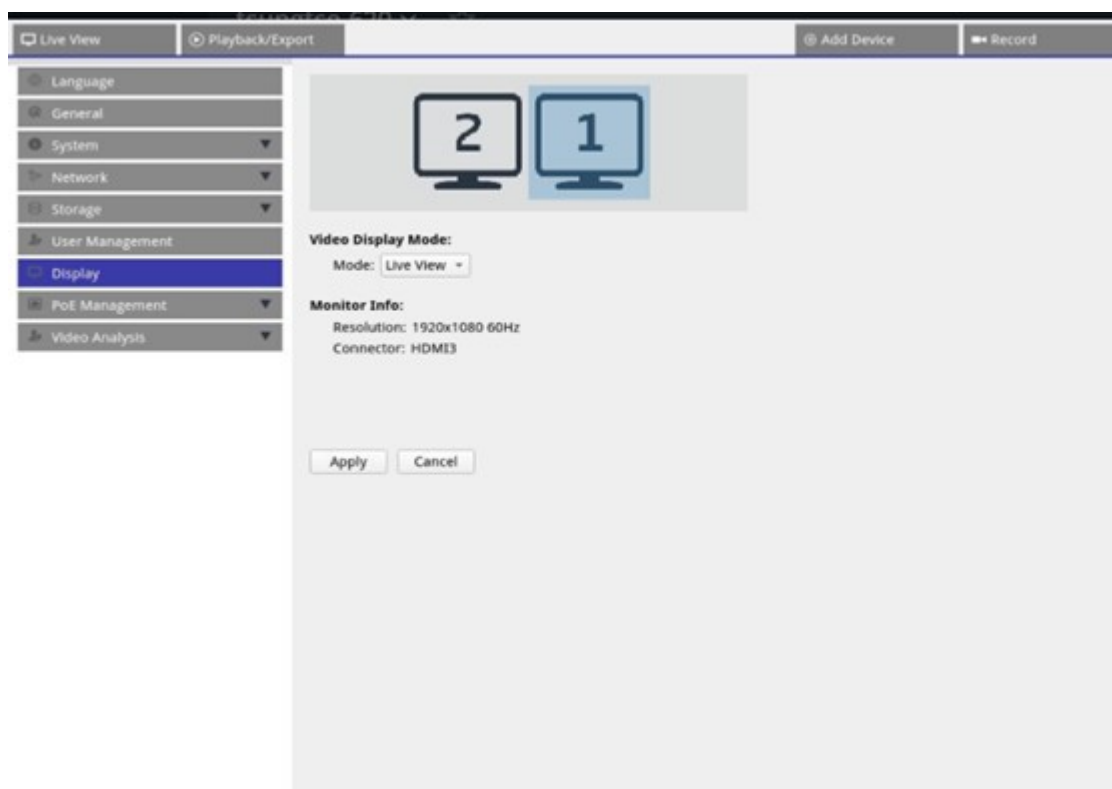 Live View
Playback/Export
Add Device
Record
Language
General
System
Network
Storage
User Management
Display
PoE Management
Video Analysis
2 1
Video Display Mode:
Mode: Live View
Monitor Info:
Resolution: 1920x1080 60Hz
Connector: HDMI3
Apply Cancel